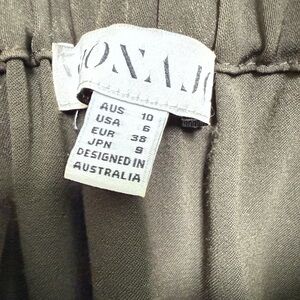 AUS 10
USA 6
EUR 38
JPN 9
DESIGNED IN
AUSTRALIA